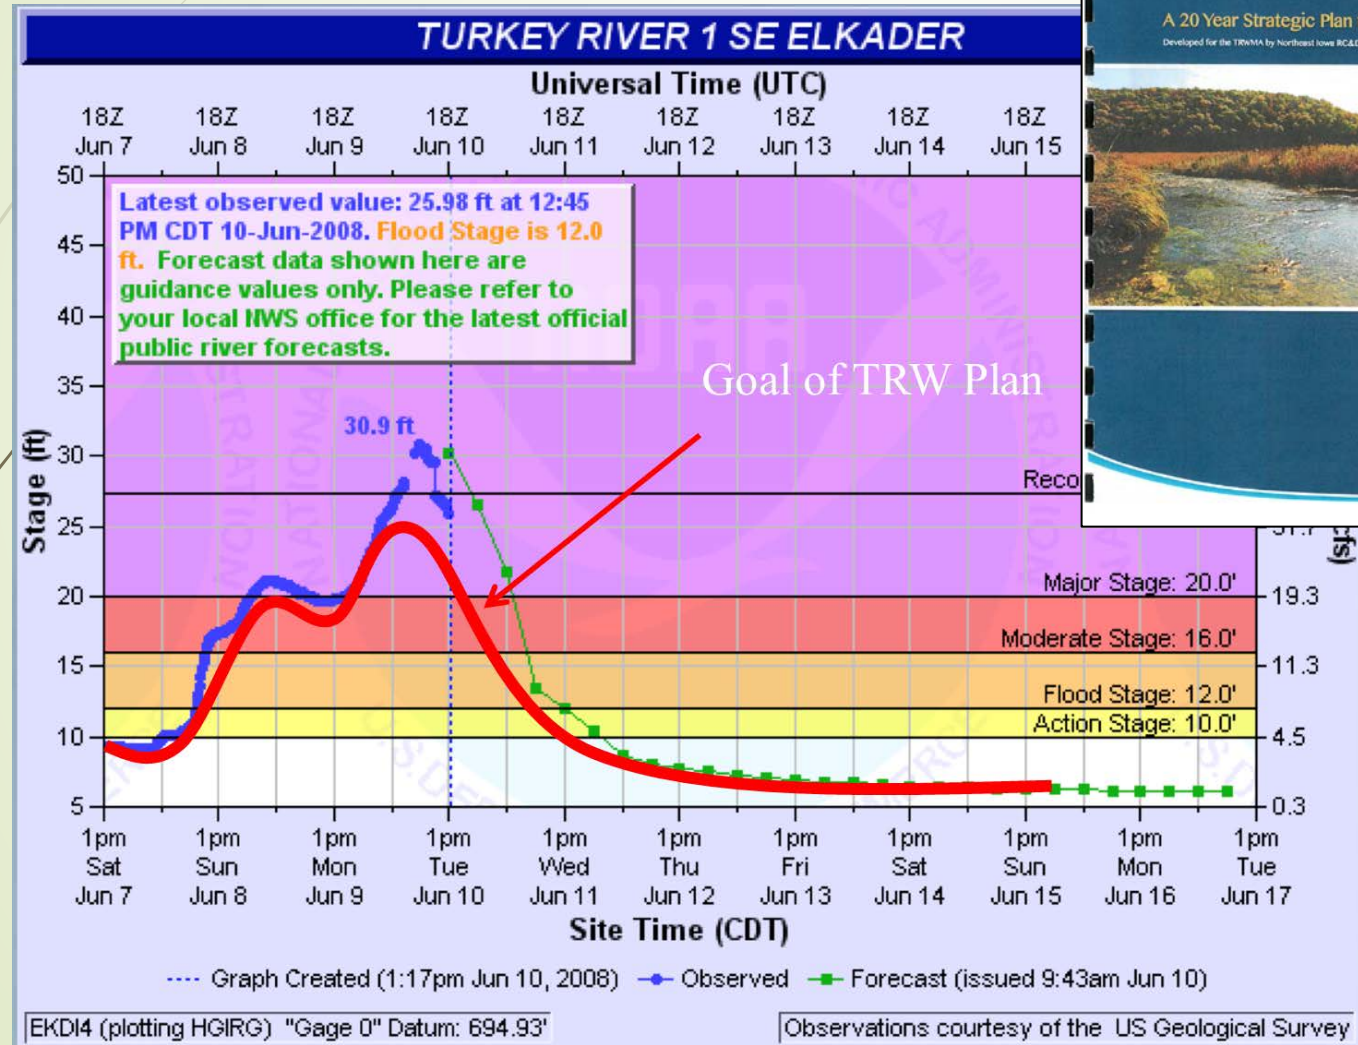 TURKEY RIVER 1 SE ELKADER
A 20 Year Strategic Plan
Developed for the TRWMA by Northeast Iowa RC&D
Universal Time (UTC)
18Z 18Z 18Z 18Z 18Z 18Z 18Z 18Z 18Z
Jun 7 Jun 8 Jun 9 Jun 10 Jun 11 Jun 12 Jun 13 Jun 14 Jun 15
Latest observed value: 25.98 ft at 12:45
PM CDT 10-Jun-2008. Flood Stage is 12.0
ft. Forecast data shown here are
guidance values only. Please refer to
your local NWS office for the latest official
public river forecasts.
Goal of TRW Plan
30.9 ft
Stage (ft)
50
45
40
35
30
25
20
15
10
5
Reco
Major Stage: 20.0'
Moderate Stage: 16.0'
Flood Stage: 12.0'
Action Stage: 10.0'
cfs)
19.3
11.3
4.5
0.3
1pm 1pm 1pm 1pm 1pm 1pm 1pm 1pm 1pm 1pm 1pm
Sat Sun Mon Tue Wed Thu Fri Sat Sun Mon Tue
Jun 7 Jun 8 Jun 9 Jun 10 Jun 11 Jun 12 Jun 13 Jun 14 Jun 15 Jun 16 Jun 17
Site Time (CDT)
Graph Created (1:17pm Jun 10, 2008) Observed Forecast (issued 9:43am Jun 10)
EKDI4 (plotting HGIRG) "Gage 0" Datum: 694.93'
Observations courtesy of the US Geological Survey